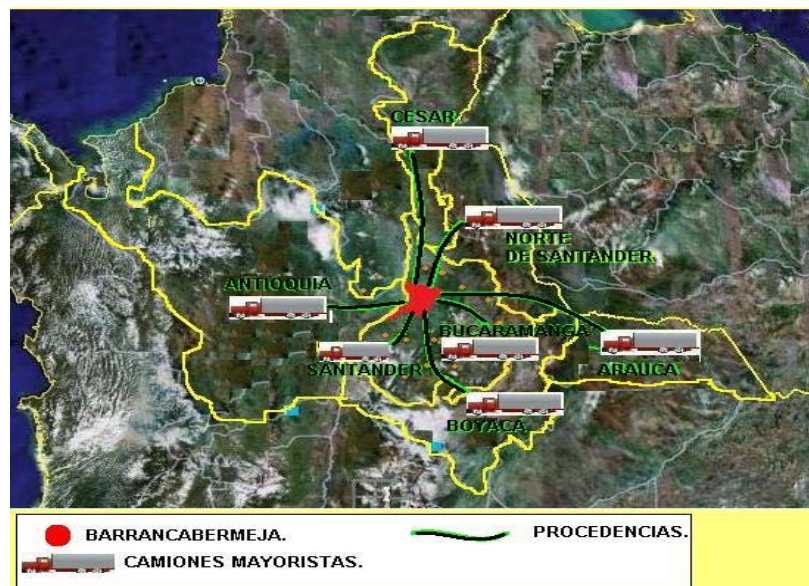 CESAR
NORTE
DE SANTANDER
ANTIOQUIA
BUCARAMANGA
SANTANDER
ARAUCA
BOYACA
BARRANCABERMEJA.
PROCEDENCIAS.
CAMIONES MAYORISTAS.